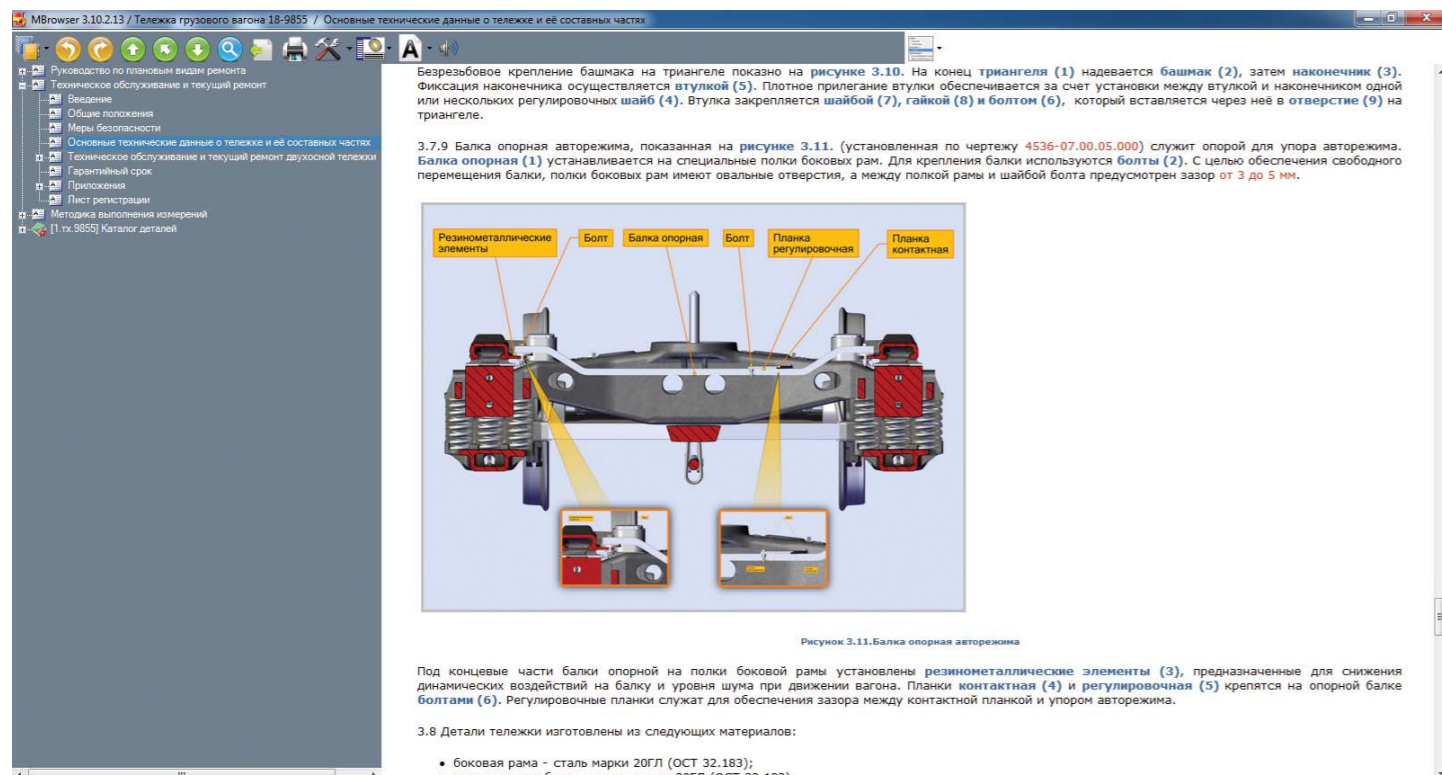 MBrowser 3.10.2.13 / Тележка грузового вагона 18-9855 / Основные технические данные о тележке и её составных частях
Руководство по плановым видам ремонта
Техническое обслуживание и текущий ремонт
Введение
Общие положения
Меры безопасности
Основные технические данные о тележке и её составных частях
Техническое обслуживание и текущий ремонт двухосной тележки
Гарантийный срок
Приложения
Лист регистрации
Методика выполнения измерений
[1.тх.9855] Каталог деталей
Безрезьбовое крепление башмака на триангеле показно на рисунке 3.10. На конец триангеля (1) надевается башмак (2), затем наконечник (3).
Фиксация наконечника осуществляется втулкой (5). Плотное прилегание втулки обеспечивается за счет установки между втулкой и наконечником одной
или нескольких регулировочных шайб (4). Втулка закрепляется шайбой (7), гайкой (8) и болтом (6), который вставляется через неё в отверстие (9) на
триангеле.
3.7.9 Балка опорная авторежима, показанная на рисунке 3.11. (установленная по чертежу 4536-07.00.05.000) служит опорой для упора авторежима.
Балка опорная (1) устанавливается на специальные полки боковых рам. Для крепления балки используются болты (2). С целью обеспечения свободного
перемещения балки, полки боковых рам имеют овальные отверстия, а между полкой рамы и шайбой болта предусмотрен зазор от 3 до 5 мм.
Резинометаллические
элементы
Болт
Балка опорная
Болт
Планка
регулировочная
Планка
контактная
Рисунок 3.11.Балка опорная авторежима
Под концевые части балки опорной на полки боковой рамы установлены резинометаллические элементы (3), предназначенные для снижения
динамических воздействий на балку и уровня шума при движении вагона. Планки контактная (4) и регулировочная (5) крепятся на опорной балке
болтами (6). Регулировочные планки служат для обеспечения зазора между контактной планкой и упором авторежима.
3.8 Детали тележки изготовлены из следующих материалов:
• боковая рама - сталь марки 20ГЛ (ОСТ 32.183);